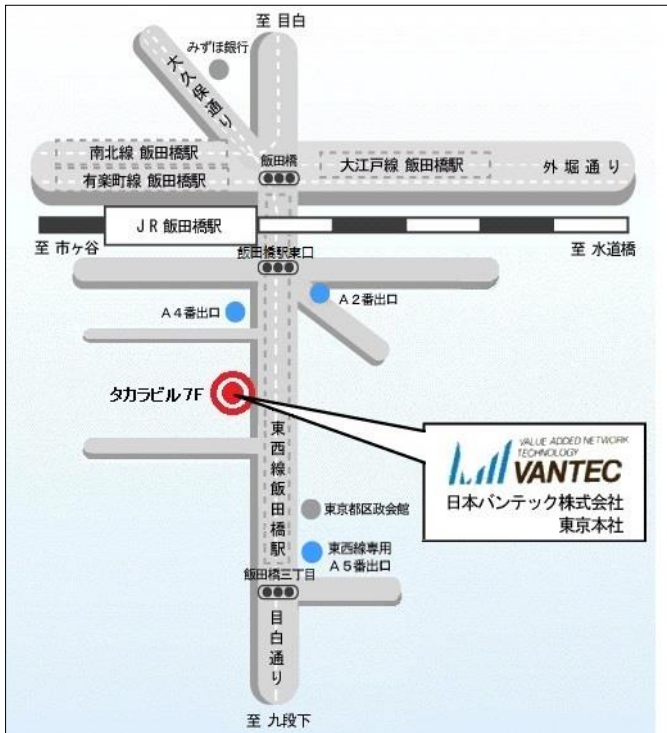 至 目白
みずほ銀行
大久保通り
南北線 飯田橋駅
有楽町線 飯田橋駅
飯田橋
大江戸線 飯田橋駅
外堀通り
JR 飯田橋駅
至 市ヶ谷
至 水道橋
飯田橋駅東口
A4番出口
A2番出口
タカラビル7F
東西線飯田橋駅
VALUE ADDED NETWORK
TECHNOLOGY
VANTEC
日本バンテック株式会社
東京本社
東京都区政会館
東西線専用
A5番出口
飯田橋三丁目
目白通り
至 九段下